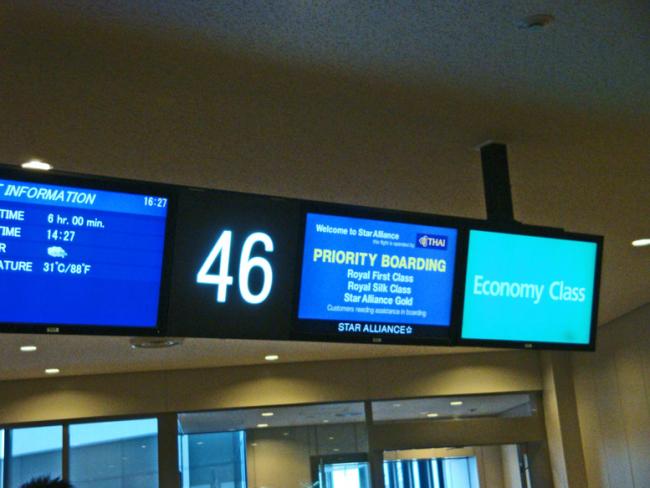 T INFORMATION 16:27
TIME 6 hr. 00 min.
TIME 14:27
R
ATURE 31°C/88°F
46
Welcome to Star Alliance
this flight is operated by THAI
PRIORITY BOARDING
Royal First Class
Royal Silk Class
Star Alliance Gold
Customers needing assistance in boarding
STAR ALLIANCE
Economy Class